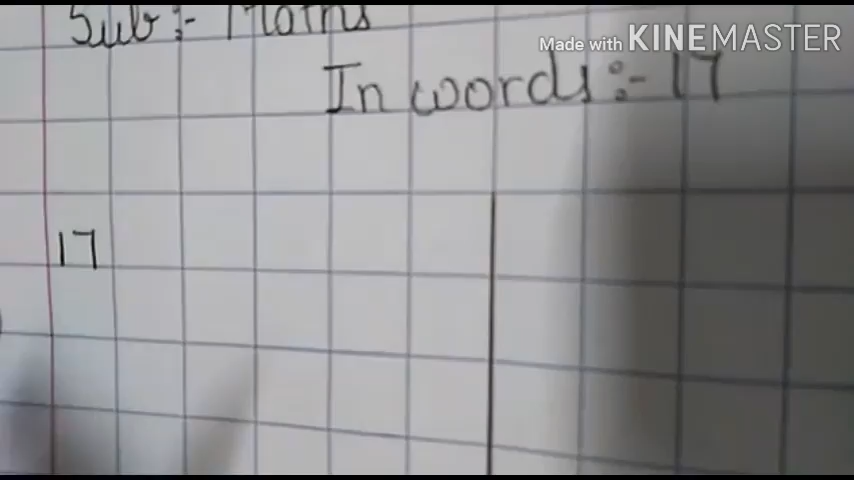 Sub:- Maths
Made with KINEMASTER
In words:- 17
17